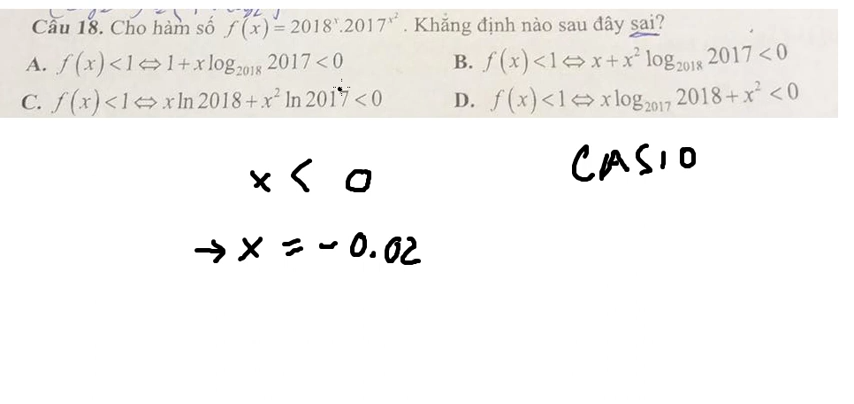 Câu 18. Cho hàm số f(x) = 2018ˣ.2017^{x²}. Khẳng định nào sau đây sai?
A. f(x)<1⇔1+x log₂₀₁₈ 2017<0 B. f(x)<1⇔x+x² log₂₀₁₈ 2017<0
C. f(x)<1⇔x ln 2018+x² ln 2017<0 D. f(x)<1⇔x log₂₀₁₇ 2018+x² <0
x < 0 CASIO
→ x = -0.02